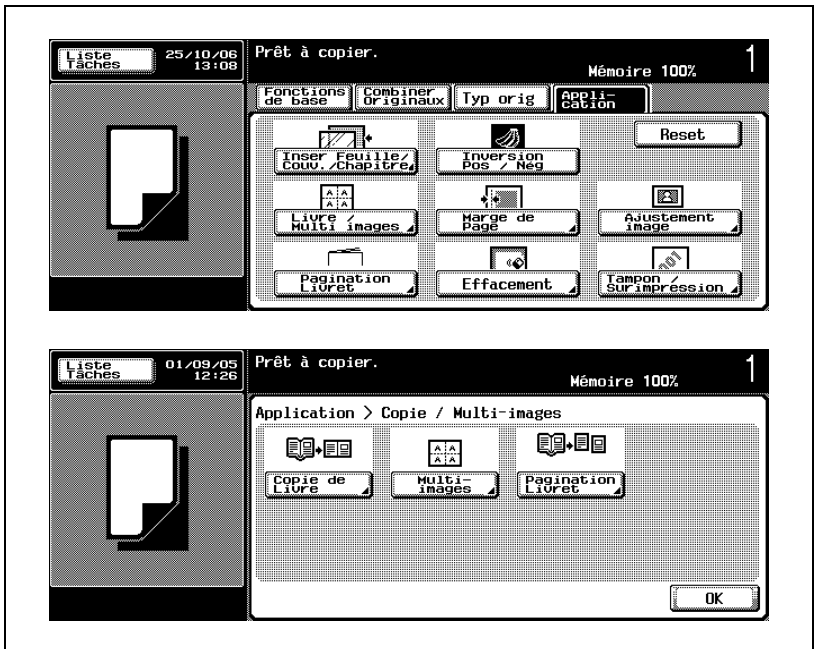 Liste
Tâches
25/10/06
13:08
Prêt à copier.
1
Mémoire 100%
Fonctions
de base
Combiner
Originaux
Typ orig
Appli-
cation
Inser Feuille/
Couv./Chapitre
Inversion
Pos / Nég
Reset
Livre /
Multi images
Marge de
Page
Ajustement
image
Pagination
Livret
Effacement
Tampon /
Surimpression
Liste
Tâches
01/09/05
12:26
Prêt à copier.
1
Mémoire 100%
Application > Copie / Multi-images
Copie de
Livre
Multi-
images
Pagination
Livret
OK